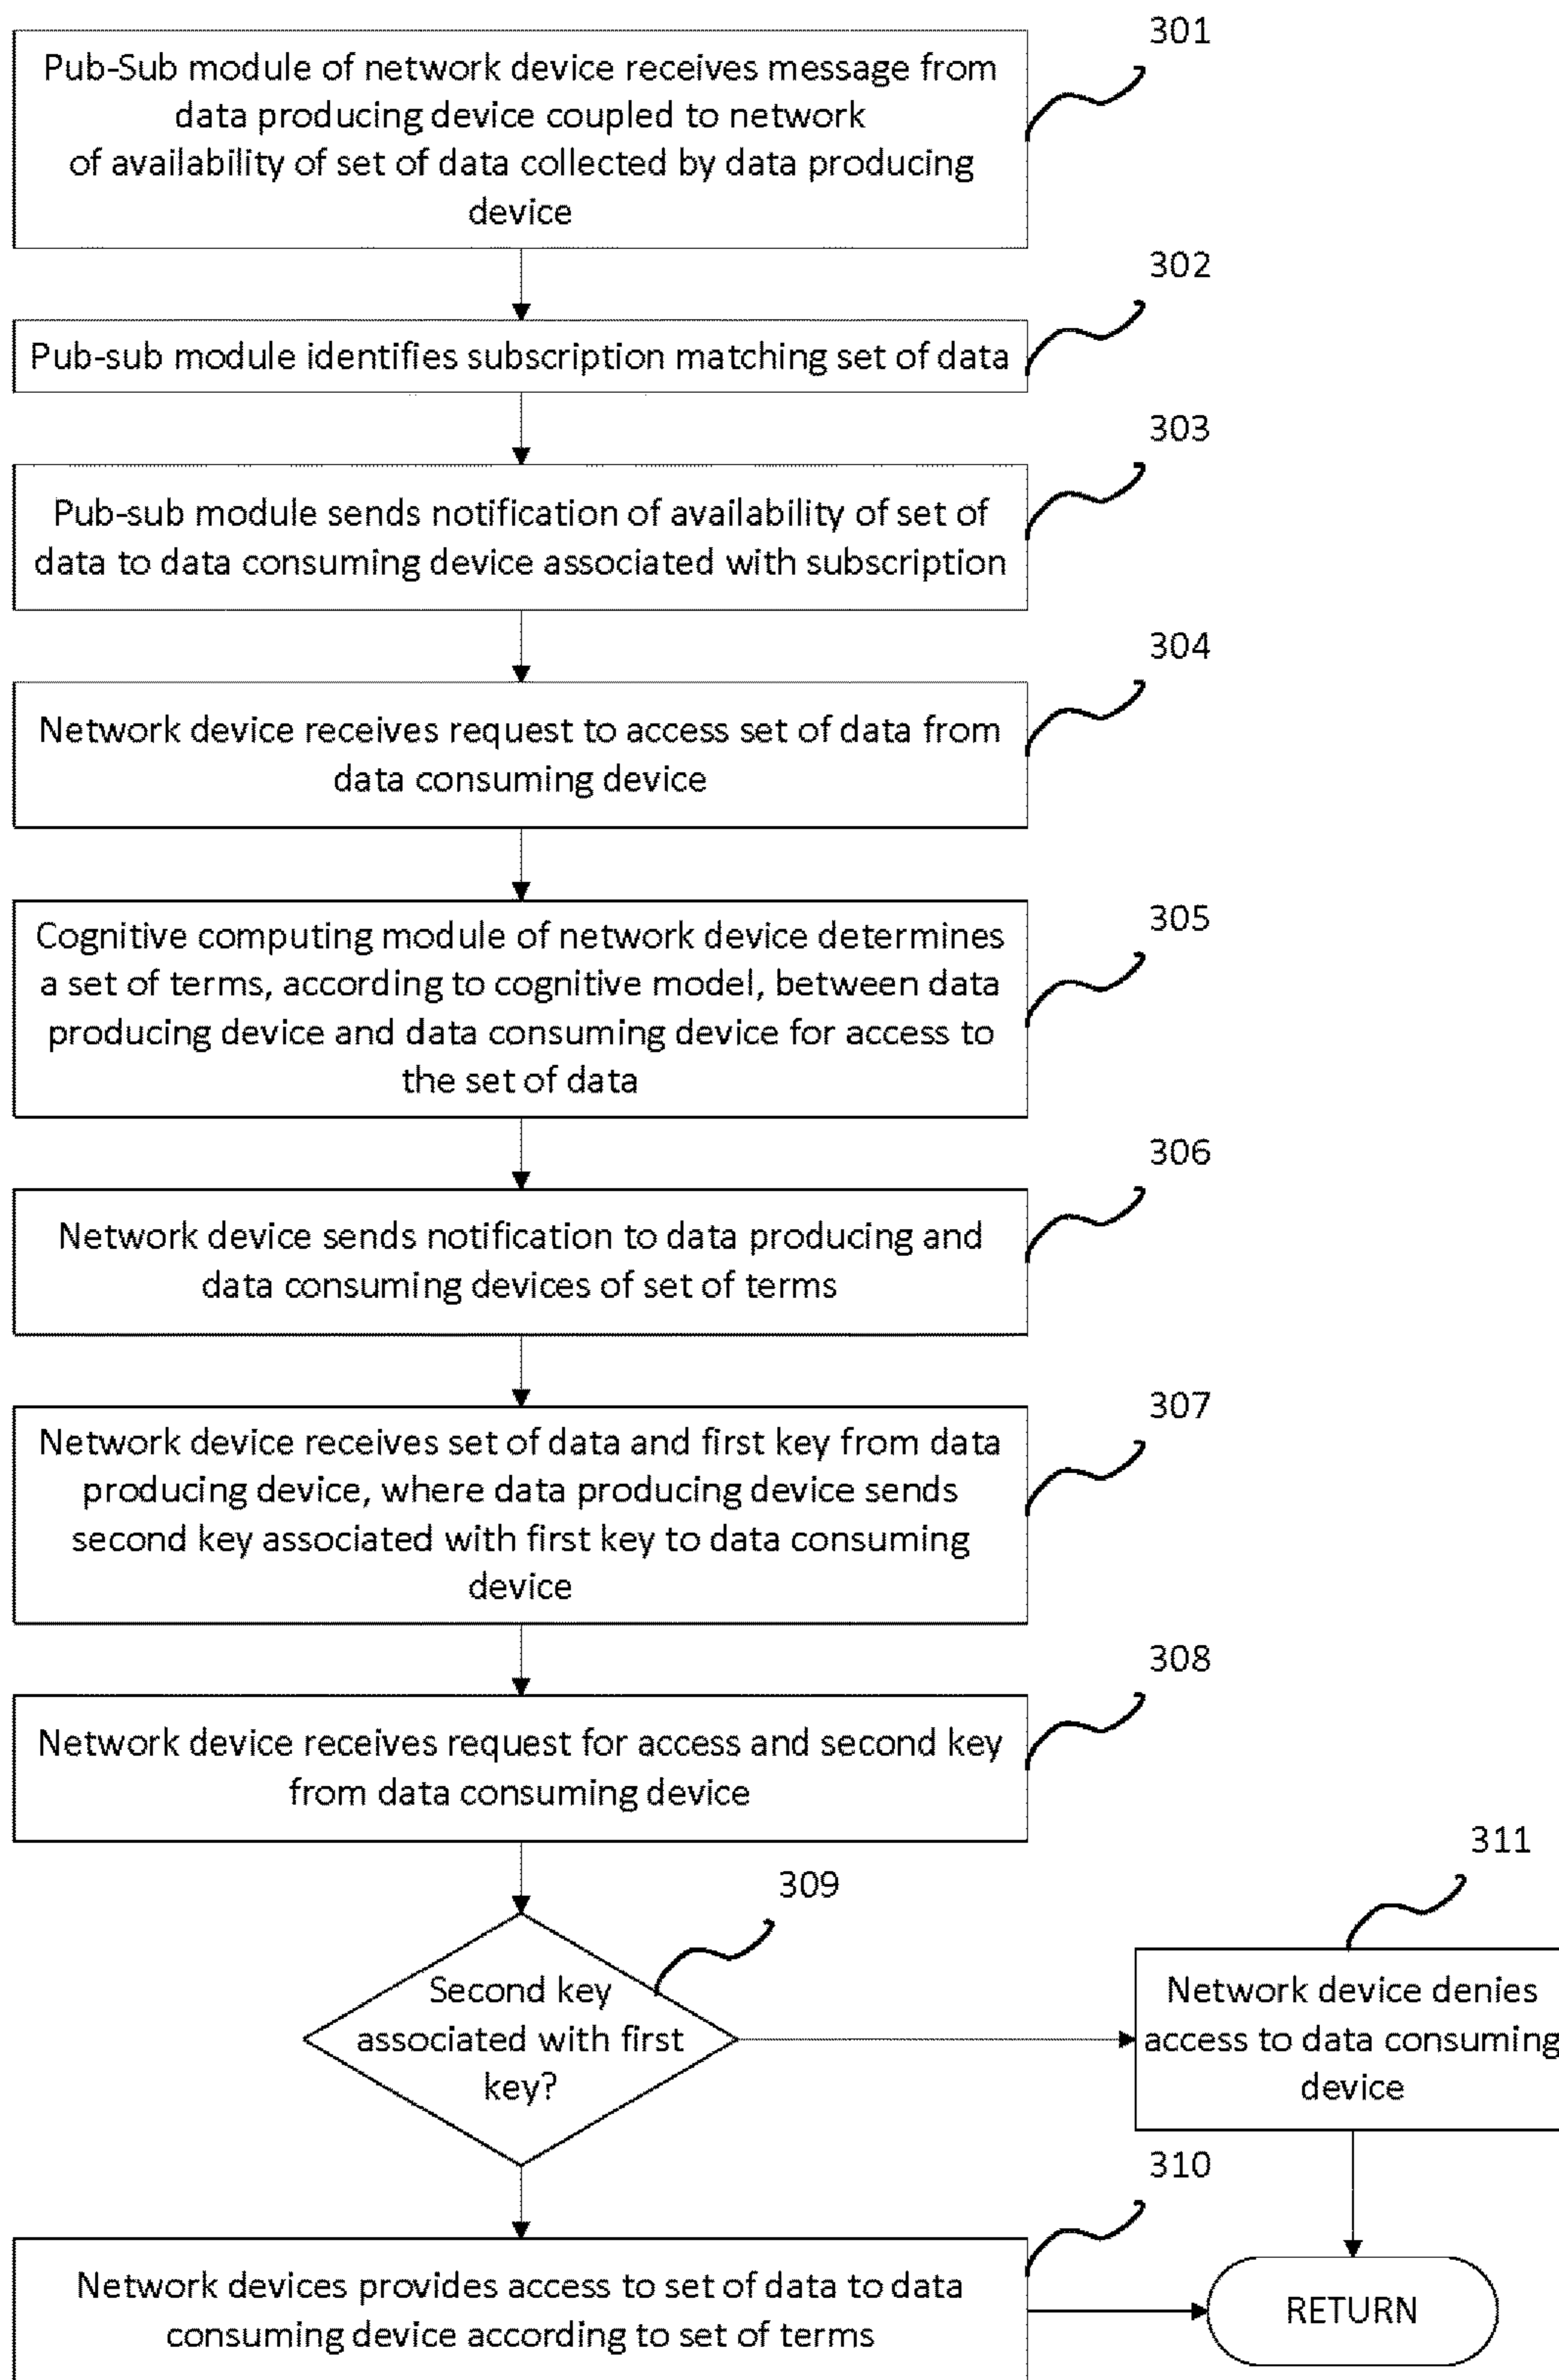 301
Pub-Sub module of network device receives message from
data producing device coupled to network
of availability of set of data collected by data producing
device
302
Pub-sub module identifies subscription matching set of data
303
Pub-sub module sends notification of availability of set of
data to data consuming device associated with subscription
304
Network device receives request to access set of data from
data consuming device
305
Cognitive computing module of network device determines
a set of terms, according to cognitive model, between data
producing device and data consuming device for access to
the set of data
306
Network device sends notification to data producing and
data consuming devices of set of terms
307
Network device receives set of data and first key from data
producing device, where data producing device sends
second key associated with first key to data consuming
device
308
Network device receives request for access and second key
from data consuming device
309
Second key
associated with first
key?
311
Network device denies
access to data consuming
device
310
Network devices provides access to set of data to data
consuming device according to set of terms
RETURN